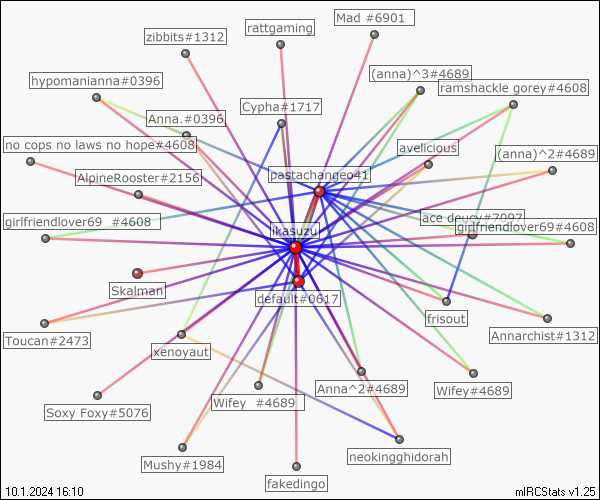 Mad #6901
rattgaming
zibbits#1312
hypomanianna#0396
(anna)^3#4689
ramshackle gorey#4608
Cypha#1717
Anna.#0396
no cops no laws no hope#4608
avelicious
(anna)^2#4689
pastachangeo41
AlpineRooster#2156
girlfriendlover69 #4608
ace deucy#7997
girlfriendlover69#4608
ikasuzu
Skalman
default#0617
frisout
Annarchist#1312
Toucan#2473
xenoyaut
Anna^2#4689
Wifey#4689
Wifey #4689
Soxy Foxy#5076
neokingghidorah
Mushy#1984
fakedingo
10.1.2024 16:10
mIRCStats v1.25